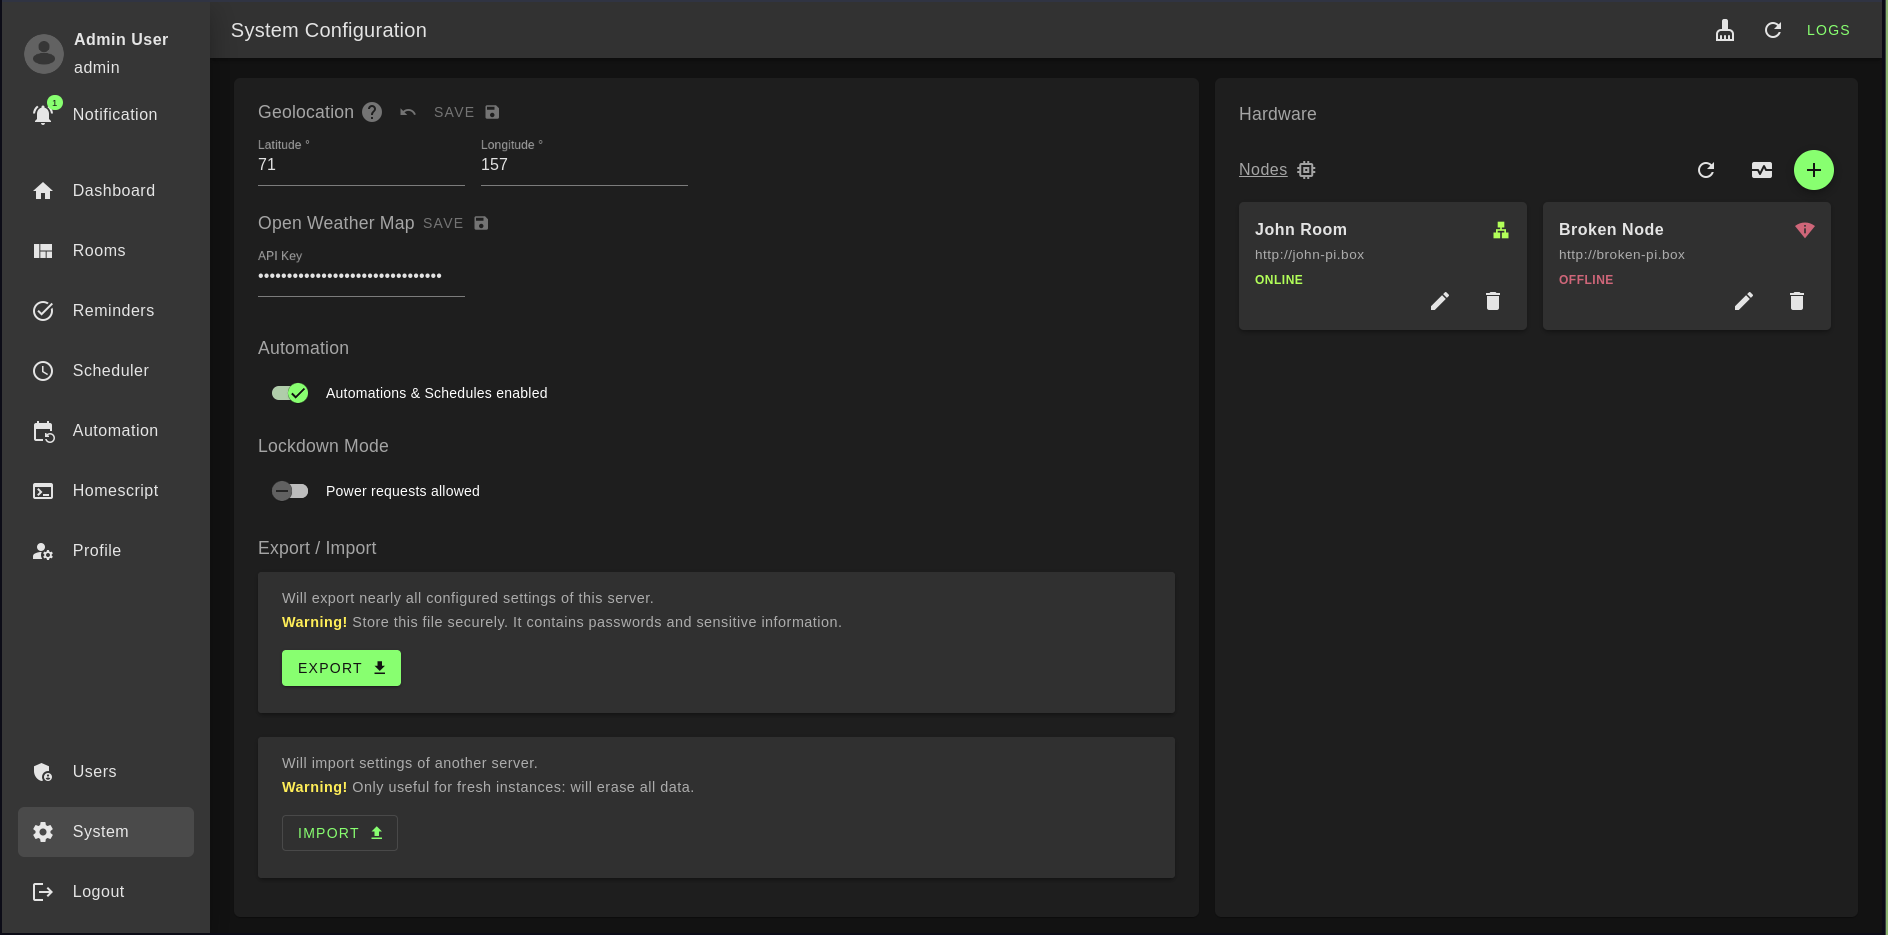 Admin User
admin
1
Notification
Dashboard
Rooms
Reminders
Scheduler
Automation
Homescript
Profile
Users
System
Logout
System Configuration
LOGS
Geolocation
SAVE
Latitude °
Longitude °
71
157
Open Weather Map
SAVE
API Key
••••••••••••••••••••••••••••••••
Automation
Automations & Schedules enabled
Lockdown Mode
Power requests allowed
Export / Import
Will export nearly all configured settings of this server.
Warning! Store this file securely. It contains passwords and sensitive information.
EXPORT
Will import settings of another server.
Warning! Only useful for fresh instances: will erase all data.
IMPORT
Hardware
Nodes
John Room
http://john-pi.box
ONLINE
Broken Node
http://broken-pi.box
OFFLINE